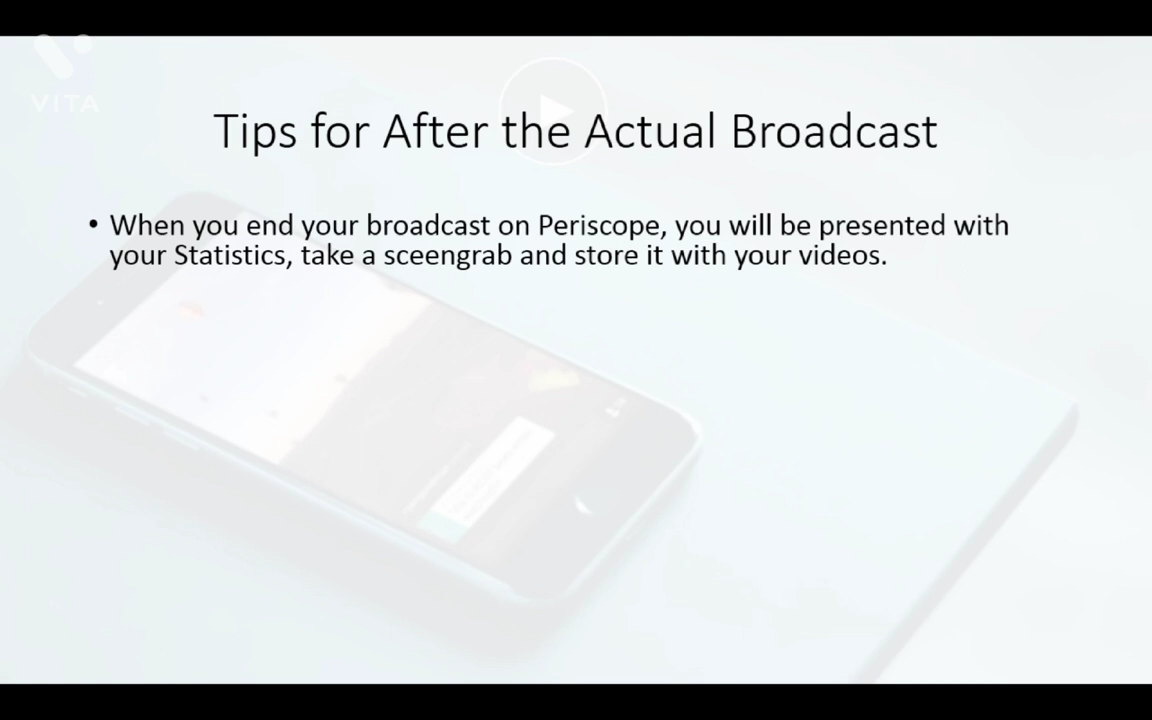 VITA
Tips for After the Actual Broadcast
• When you end your broadcast on Periscope, you will be presented with
your Statistics, take a sceengrab and store it with your videos.